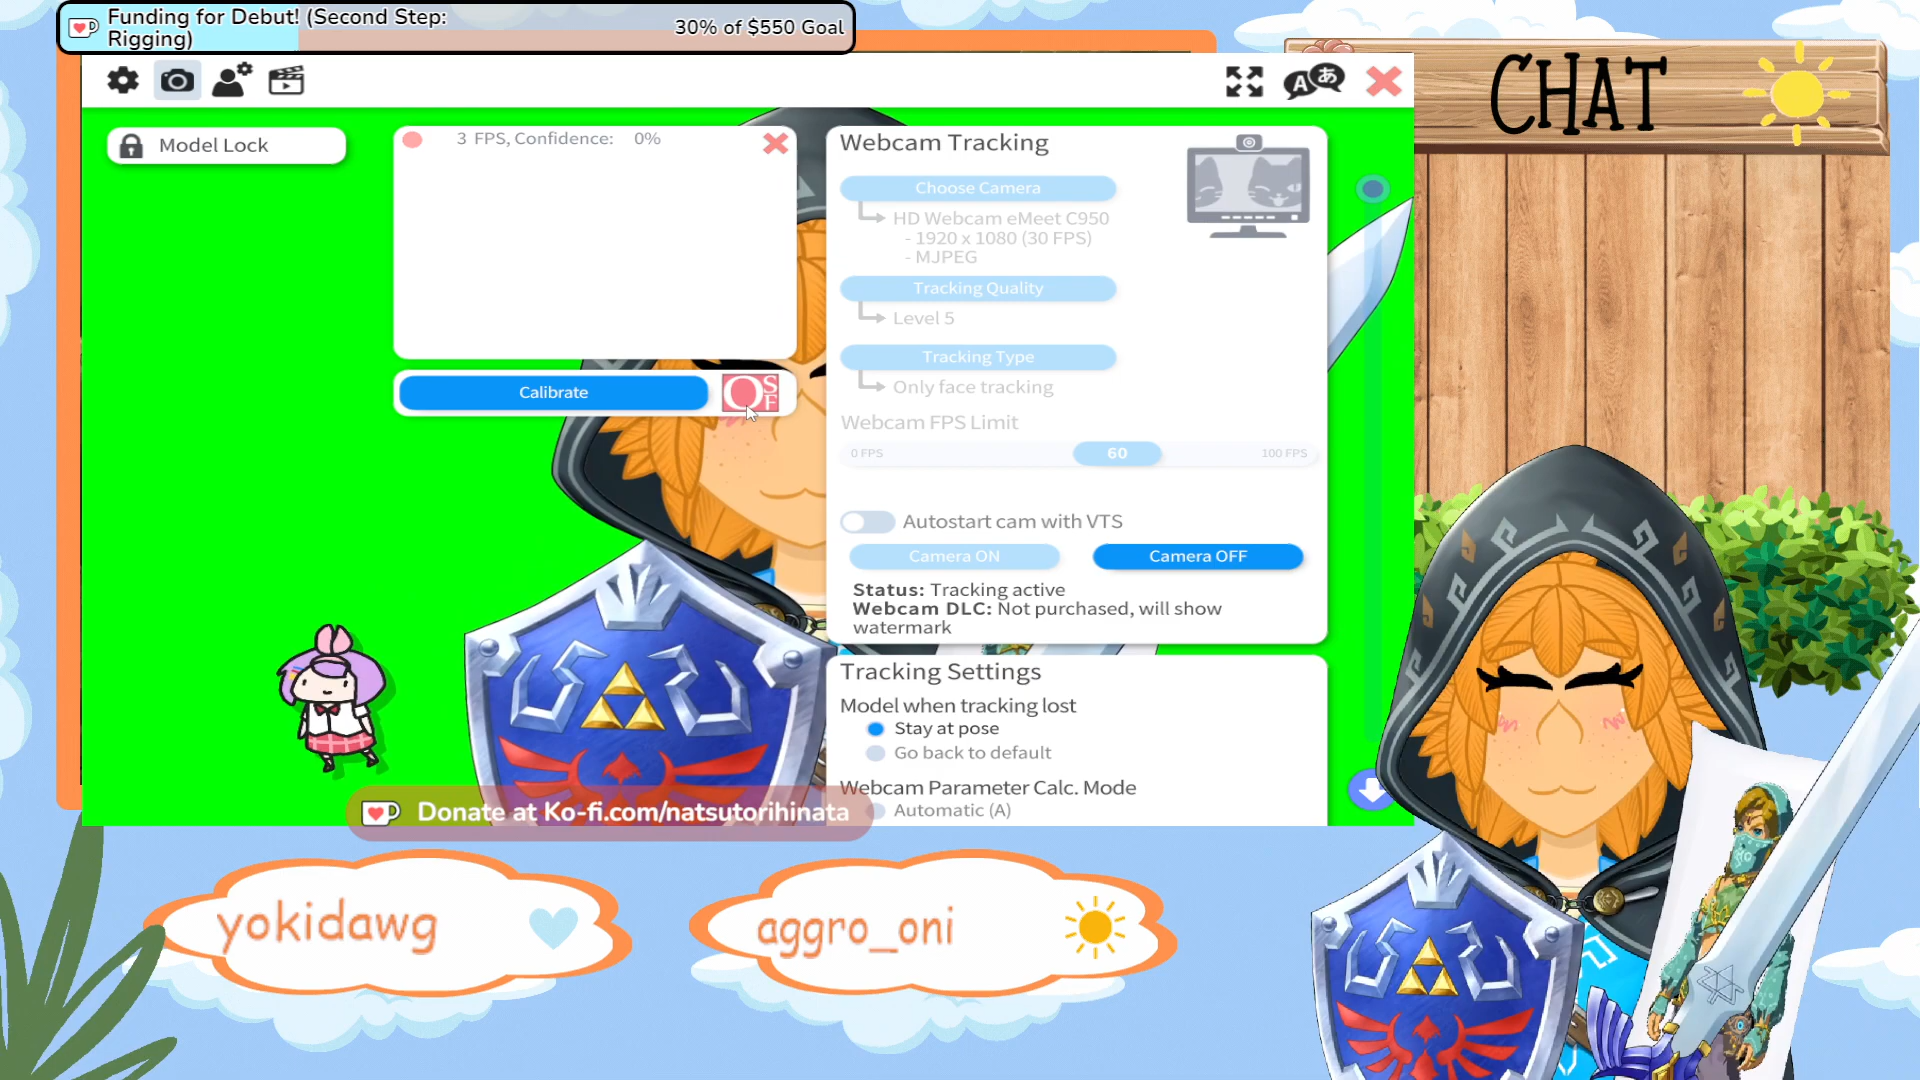 Funding for Debut! (Second Step:
Rigging)
30% of $550 Goal
Aあ
CHAT
Model Lock
3 FPS, Confidence: 0%
Calibrate
OSF
Webcam Tracking
Choose Camera
HD Webcam eMeet C950
- 1920 x 1080 (30 FPS)
- MJPEG
Tracking Quality
Level 5
Tracking Type
Only face tracking
Webcam FPS Limit
0 FPS
60
100 FPS
Autostart cam with VTS
Camera ON
Camera OFF
Status: Tracking active
Webcam DLC: Not purchased, will show
watermark
Tracking Settings
Model when tracking lost
Stay at pose
Go back to default
Webcam Parameter Calc. Mode
Automatic (A)
Donate at Ko-fi.com/natsutorihinata
yokidawg
aggro_oni